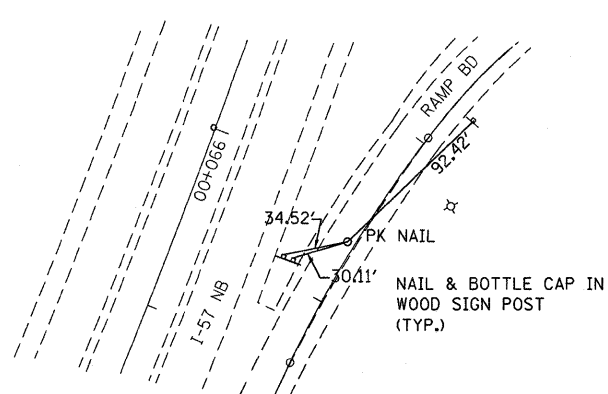 RAMP BD
990+00
92.42'
34.52'
PK NAIL
30.11'
I-57 NB
NAIL & BOTTLE CAP IN
WOOD SIGN POST
(TYP.)